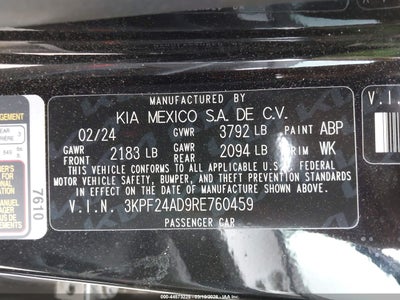 MANUFACTURED BY
KIA MEXICO S.A. DE C.V.
02/24 GVWR 3792 LB PAINT ABP
GAWR FRONT 2183 LB GAWR REAR 2094 LB TRIM WK
THIS VEHICLE CONFORMS TO ALL APPLICABLE U.S. FEDERAL
MOTOR VEHICLE SAFETY, BUMPER, AND THEFT PREVENTION STANDARDS
IN EFFECT ON THE DATE OF MANUFACTURE SHOWN ABOVE.
V.I.N. 3KPF24AD9RE760459
PASSENGER CAR
7610
V.I.N